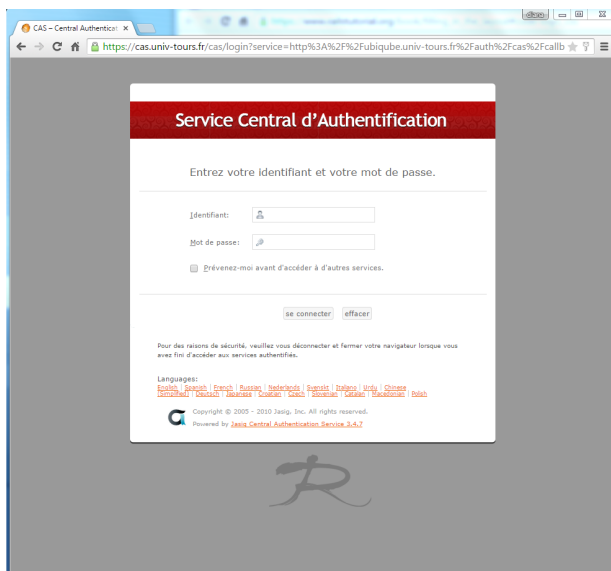 CAS – Central Authenticat
https://cas.univ-tours.fr/cas/login?service=http%3A%2F%2Fubiqube.univ-tours.fr%2Fauth%2Fcas%2Fcallb
Service Central d’Authentification
Entrez votre identifiant et votre mot de passe.
Identifiant:
Mot de passe:
Prévenez-moi avant d'accéder à d'autres services.
se connecter effacer
Pour des raisons de sécurité, veuillez vous déconnecter et fermer votre navigateur lorsque vous
avez fini d'accéder aux services authentifiés.
Languages:
English | Spanish | French | Russian | Nederlands | Svenskt | Italiano | Urdu | Chinese
(Simplified) | Deutsch | Japanese | Croatian | Czech | Slovenian | Catalan | Macedonian | Polish
Copyright © 2005 - 2010 Jasig, Inc. All rights reserved.
Powered by Jasig Central Authentication Service 3.4.7